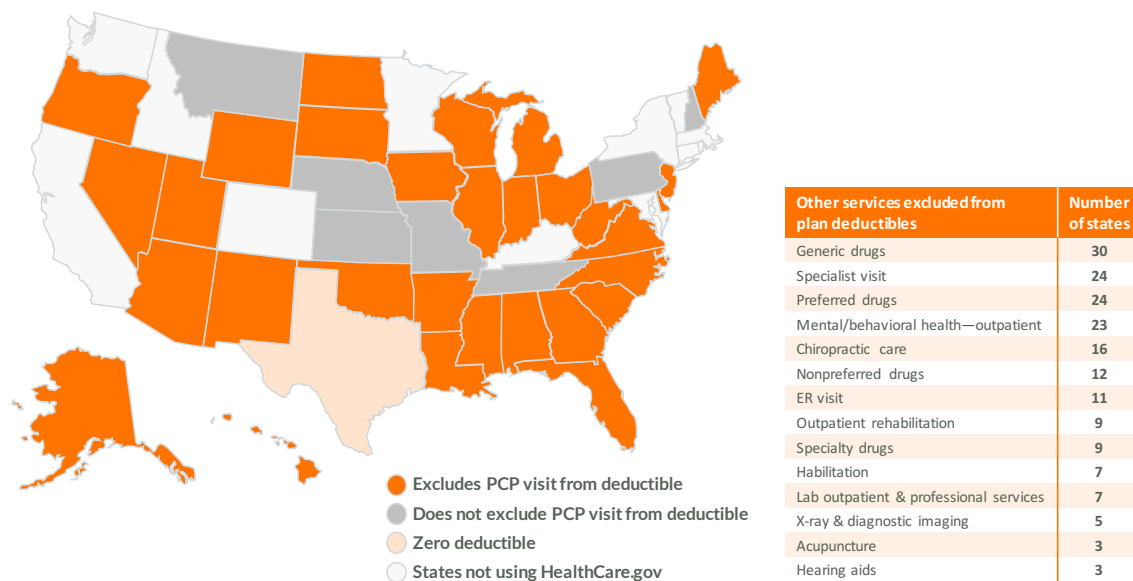 Excludes PCP visit from deductible
Does not exclude PCP visit from deductible
Zero deductible
States not using HealthCare.gov
Other services excluded from plan deductibles Number of states
Generic drugs 30
Specialist visit 24
Preferred drugs 24
Mental/behavioral health—outpatient 23
Chiropractic care 16
Nonpreferred drugs 12
ER visit 11
Outpatient rehabilitation 9
Specialty drugs 9
Habilitation 7
Lab outpatient & professional services 7
X-ray & diagnostic imaging 5
Acupuncture 3
Hearing aids 3